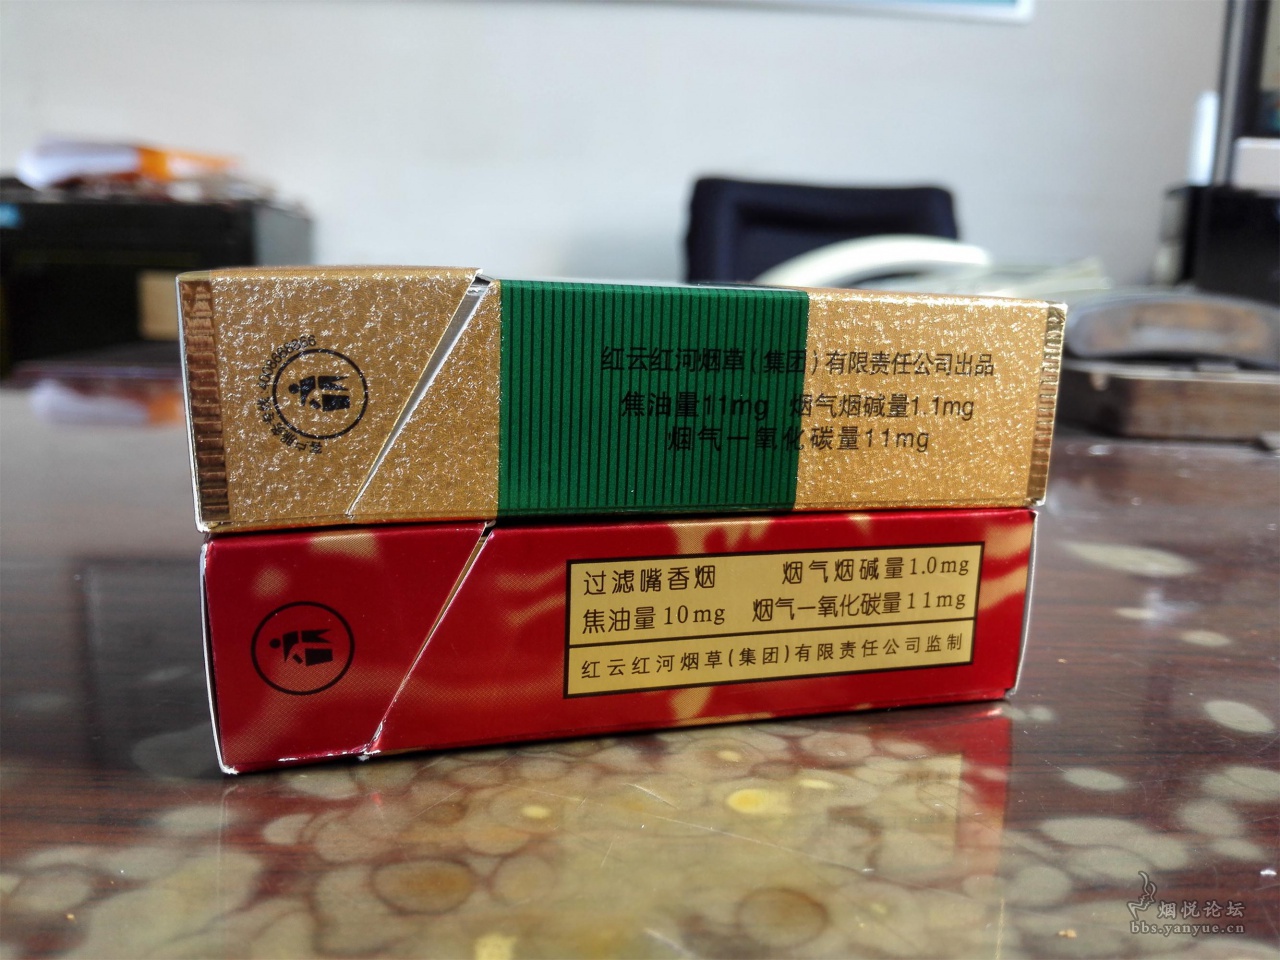 红云红河烟草(集团)有限责任公司出品
焦油量11mg 烟气烟碱量1.1mg
烟气一氧化碳量11mg
过滤嘴香烟 烟气烟碱量1.0mg
焦油量10mg 烟气一氧化碳量11mg
红云红河烟草(集团)有限责任公司监制
烟悦论坛
bbs.yanyue.cn